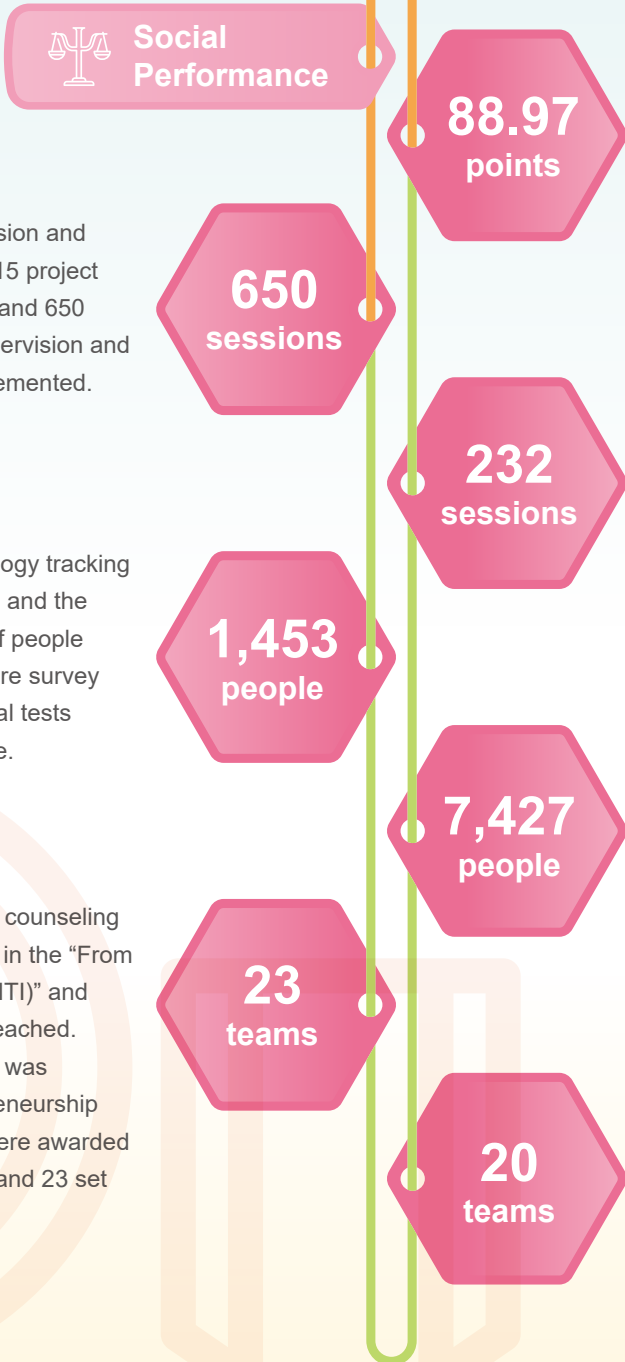 Social
Performance
88.97
points
sion and
15 project
and 650
ervision and
emented.
650
sessions
232
sessions
ogy tracking
and the
f people
re survey
al tests
e.
1,453
people
7,427
people
counseling
in the “From
ITI)” and
eached.
was
eneurship
ere awarded
and 23 set
23
teams
20
teams